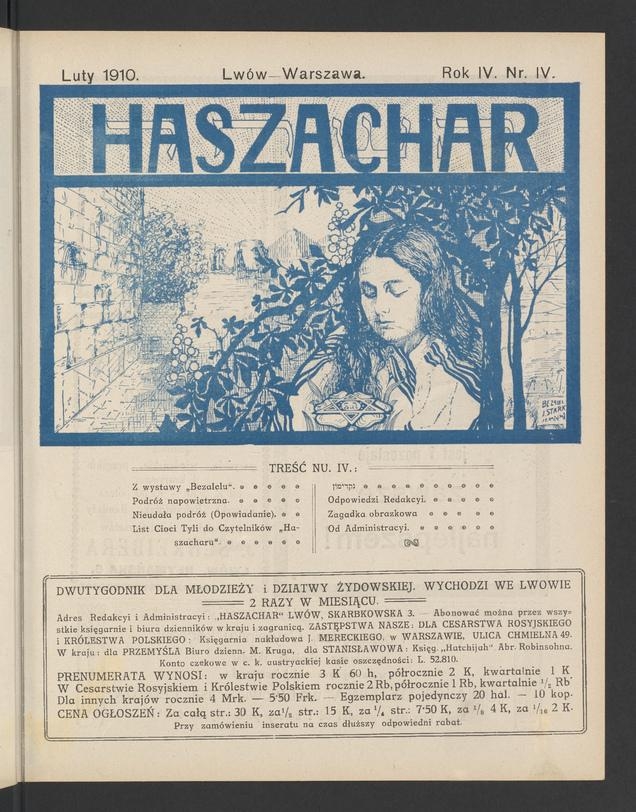 Luty 1910. Lwów—Warszawa. Rok IV. Nr. IV.
HASZACHAR
BEZALEL
J. STARK
TREŚĆ NU. IV.:
Z wystawy „Bezalelu".
Podróż napowietrzna.
Nieudała podróż (Opowiadanie).
List Cioci Tyli do Czytelników „Ha-
szacharu".
Odpowiedzi Redakcyi.
Zagadka obrazkowa
Od Administracyi.
DWUTYGODNIK DLA MŁODZIEŻY i DZIATWY ŻYDOWSKIEJ. WYCHODZI WE LWOWIE
2 RAZY W MIESIĄCU.
Adres Redakcyi i Administracyi: „HASZACHAR" LWÓW, SKARBKOWSKA 3. — Abonować można przez wszy-
stkie księgarnie i biura dzienników w kraju i zagranicą. ZASTĘPSTWA NASZE: DLA CESARSTWA ROSYJSKIEGO
i KRÓLESTWA POLSKIEGO: Księgarnia nakładowa J. MERECKIEGO, w WARSZAWIE, ULICA CHMIELNA 49.
W kraju: dla PRZEMYŚLA Biuro dzienn. M. Kruga, dla STANISŁAWOWA: Księg. „Hatchijah" Abr. Robinsohna.
Konto czekowe w c. k. austryackiej kasie oszczędności: L. 52.810.
PRENUMERATA WYNOSI: w kraju rocznie 3 K 60 h, półrocznie 2 K, kwartalnie 1 K
W Cesarstwie Rosyjskiem i Królestwie Polskiem rocznie 2 Rb, półrocznie 1 Rb, kwartalnie ½ Rb
Dla innych krajów rocznie 4 Mrk. — 5·50 Frk. — Egzemplarz pojedynczy 20 hal. — 10 kop.
CENA OGŁOSZEŃ: Za całą str.: 30 K, za ½ str.: 15 K, za ¼ str.: 7·50 K, za ⅛ 4 K, za 1/16 2 K.
Przy zamówieniu inseratu na czas dłuższy odpowiedni rabat.